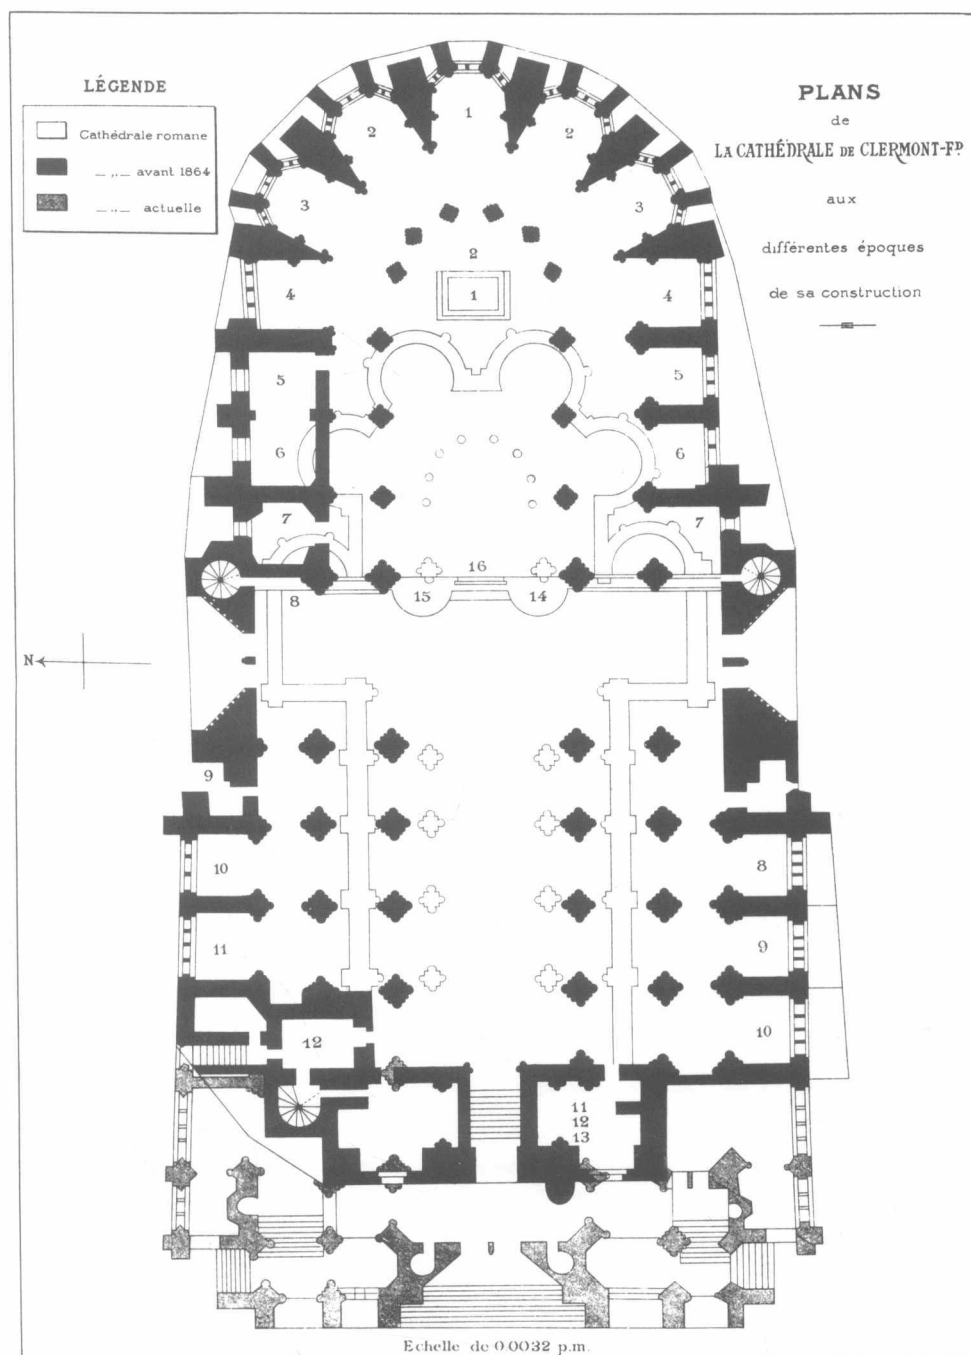 LÉGENDE
Cathédrale romane
_ „ _ avant 1864
_ „ _ actuelle
PLANS
de
LA CATHÉDRALE DE CLERMONT-Fᴰ
aux
différentes époques
de sa construction
1
2 2
3 3
2
4 1 4
5 5
6 6
7 7
16
8 15 14
N
9
10 8
11 9
10
12
11
12
13
Echelle de 0.0032 p.m.